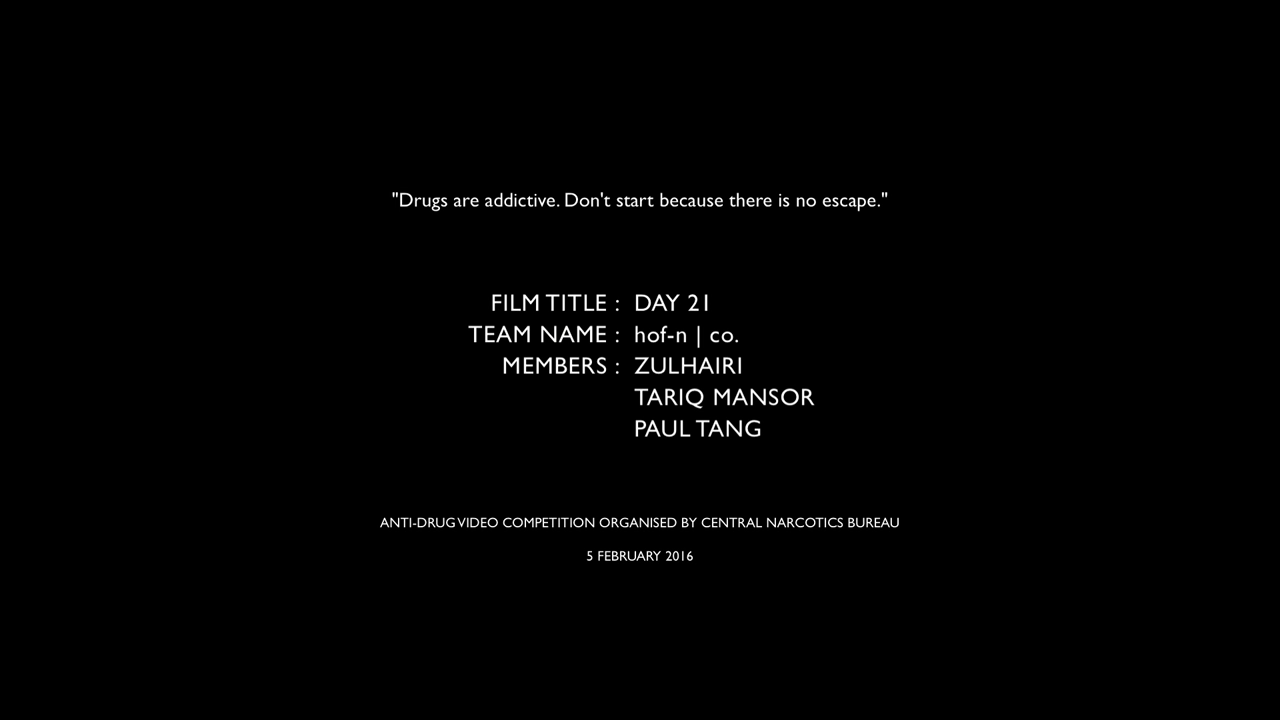 "Drugs are addictive. Don't start because there is no escape."
FILM TITLE : DAY 21
TEAM NAME : hof-n | co.
MEMBERS : ZULHAIRI
TARIQ MANSOR
PAUL TANG
ANTI-DRUG VIDEO COMPETITION ORGANISED BY CENTRAL NARCOTICS BUREAU
5 FEBRUARY 2016